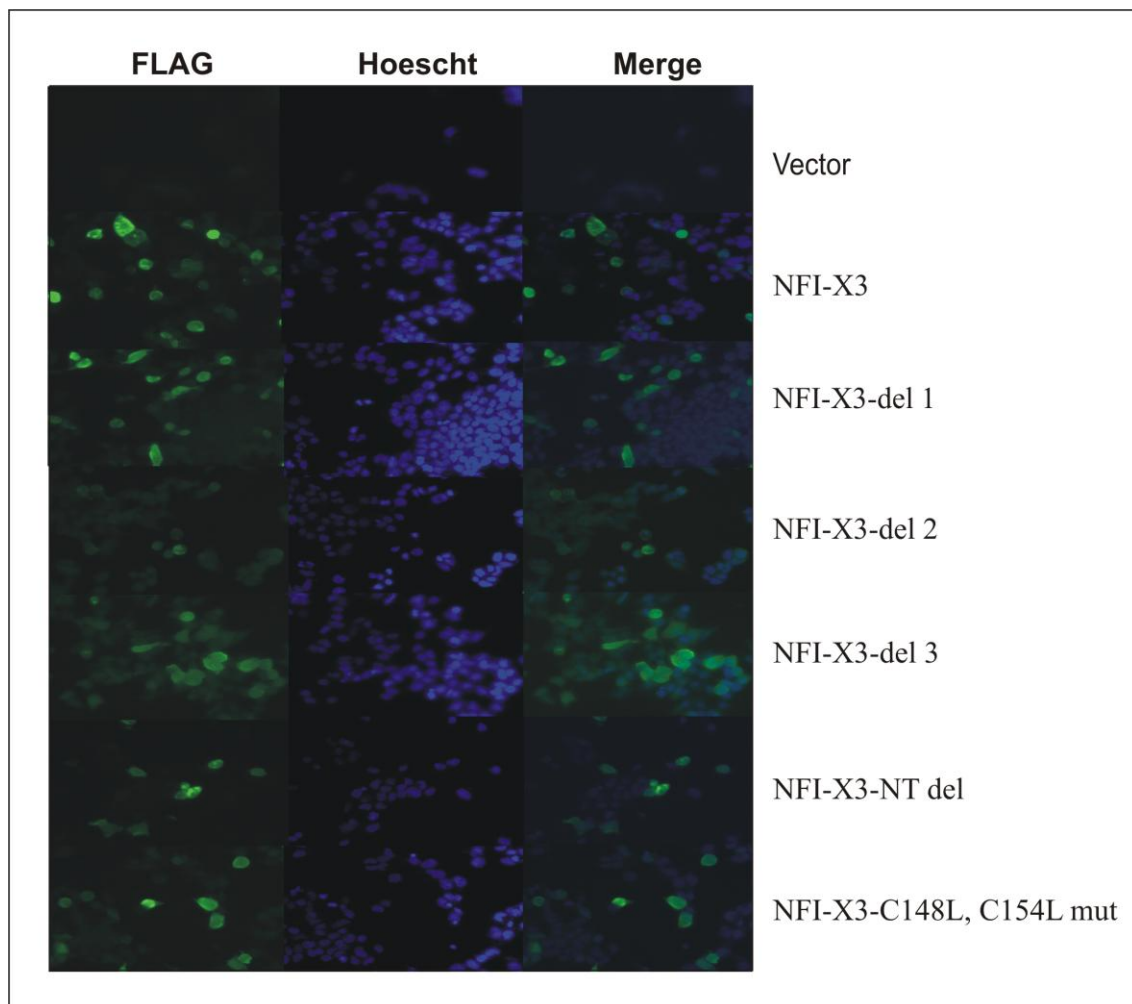 FLAG Hoescht Merge
Vector
NFI-X3
NFI-X3-del 1
NFI-X3-del 2
NFI-X3-del 3
NFI-X3-NT del
NFI-X3-C148L, C154L mut